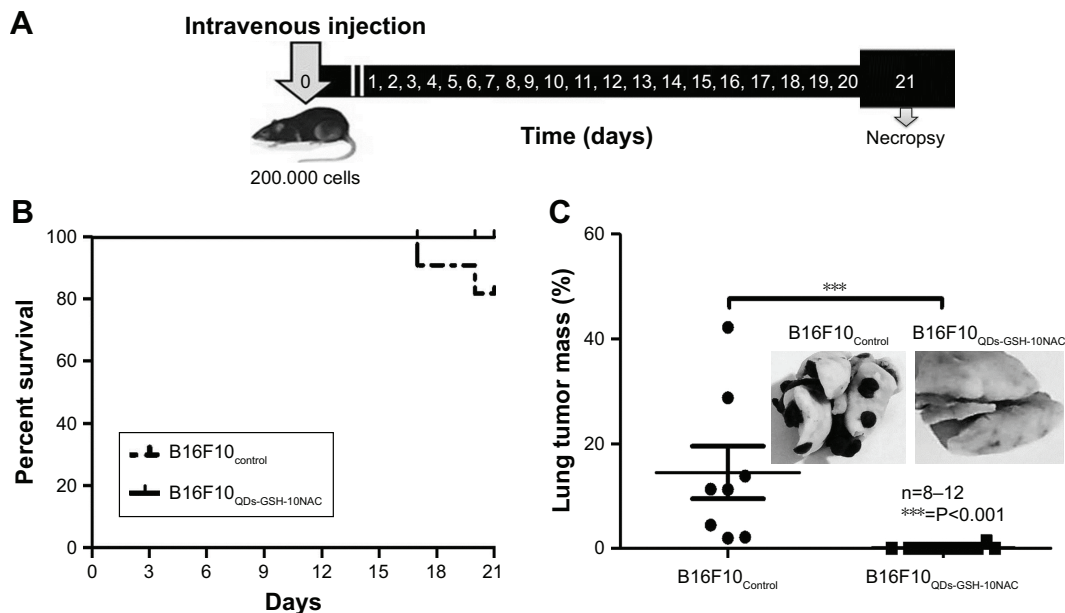 A
Intravenous injection
0
1, 2, 3, 4, 5, 6, 7, 8, 9, 10, 11, 12, 13, 14, 15, 16, 17, 18, 19, 20
21
Time (days)
Necropsy
200.000 cells
B
100
80
60
40
20
0
Percent survival
B16F10control
B16F10QDs-GSH-10NAC
0 3 6 9 12 15 18 21
Days
C
60
40
20
0
Lung tumor mass (%)
***
B16F10Control
B16F10QDs-GSH-10NAC
n=8–12
***=P<0.001
B16F10Control
B16F10QDs-GSH-10NAC